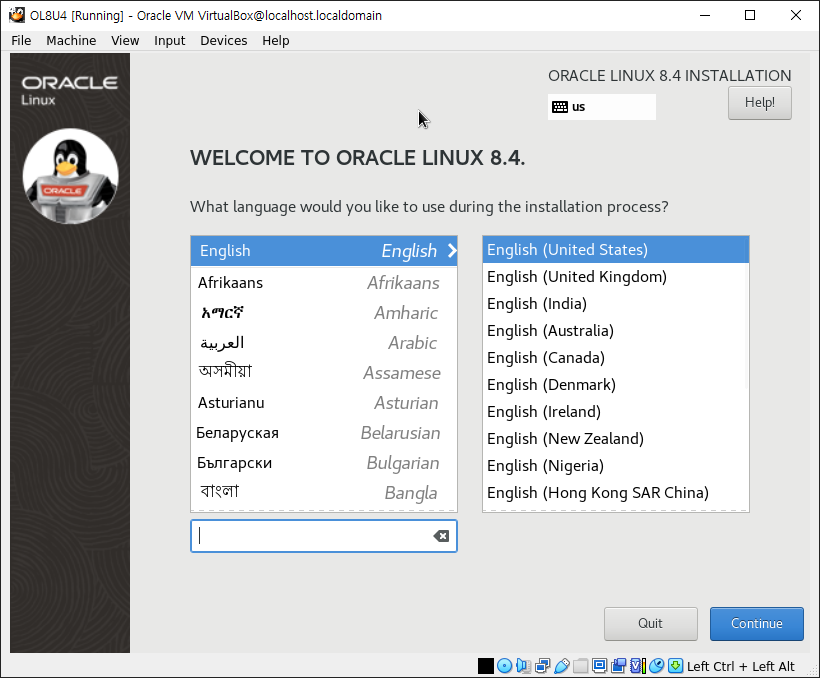 OL8U4 [Running] - Oracle VM VirtualBox@localhost.localdomain
File Machine View Input Devices Help
ORACLE
Linux
ORACLE
ORACLE LINUX 8.4 INSTALLATION
us
Help!
WELCOME TO ORACLE LINUX 8.4.
What language would you like to use during the installation process?
English English
Afrikaans Afrikaans
አማርኛ Amharic
العربية Arabic
অসমীয়া Assamese
Asturianu Asturian
Беларуская Belarusian
Български Bulgarian
বাংলা Bangla
English (United States)
English (United Kingdom)
English (India)
English (Australia)
English (Canada)
English (Denmark)
English (Ireland)
English (New Zealand)
English (Nigeria)
English (Hong Kong SAR China)
Quit
Continue
Left Ctrl + Left Alt